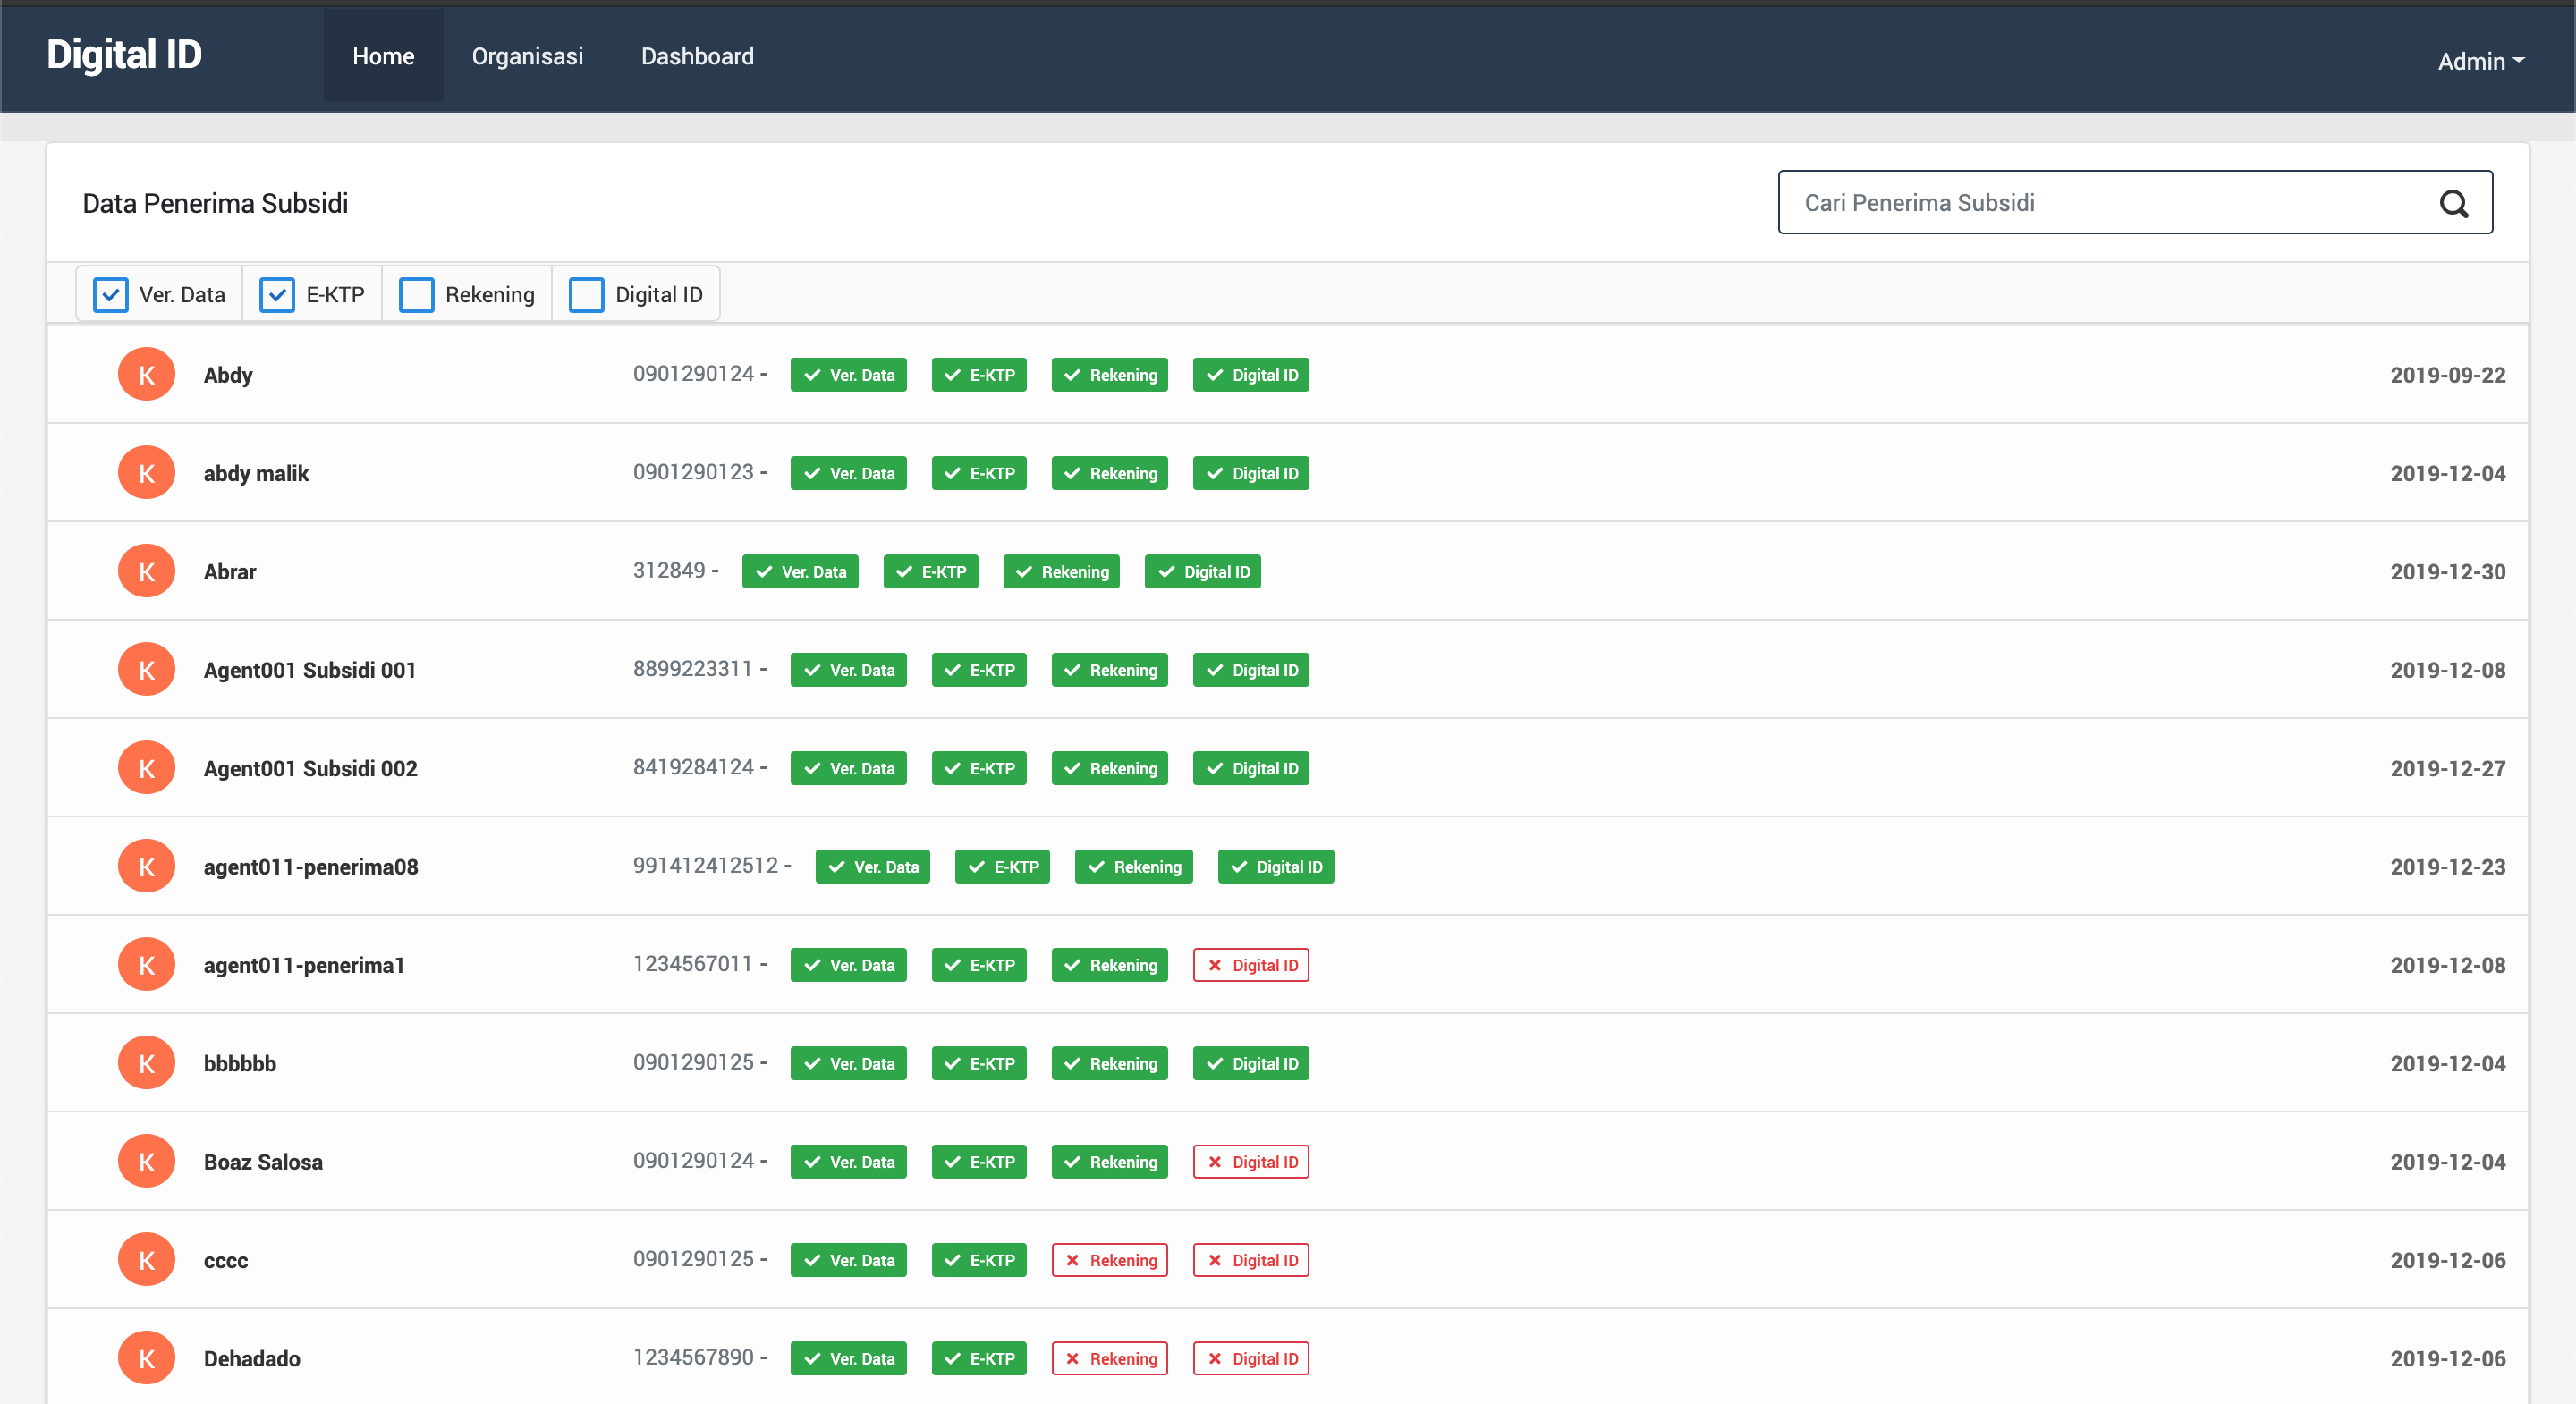 Digital ID Home Organisasi Dashboard Admin
Data Penerima Subsidi Cari Penerima Subsidi
Ver. Data E-KTP Rekening Digital ID
K Abdy 0901290124 - Ver. Data E-KTP Rekening Digital ID 2019-09-22
K abdy malik 0901290123 - Ver. Data E-KTP Rekening Digital ID 2019-12-04
K Abrar 312849 - Ver. Data E-KTP Rekening Digital ID 2019-12-30
K Agent001 Subsidi 001 8899223311 - Ver. Data E-KTP Rekening Digital ID 2019-12-08
K Agent001 Subsidi 002 8419284124 - Ver. Data E-KTP Rekening Digital ID 2019-12-27
K agent011-penerima08 991412412512 - Ver. Data E-KTP Rekening Digital ID 2019-12-23
K agent011-penerima1 1234567011 - Ver. Data E-KTP Rekening Digital ID 2019-12-08
K bbbbbb 0901290125 - Ver. Data E-KTP Rekening Digital ID 2019-12-04
K Boaz Salosa 0901290124 - Ver. Data E-KTP Rekening Digital ID 2019-12-04
K cccc 0901290125 - Ver. Data E-KTP Rekening Digital ID 2019-12-06
K Dehadado 1234567890 - Ver. Data E-KTP Rekening Digital ID 2019-12-06